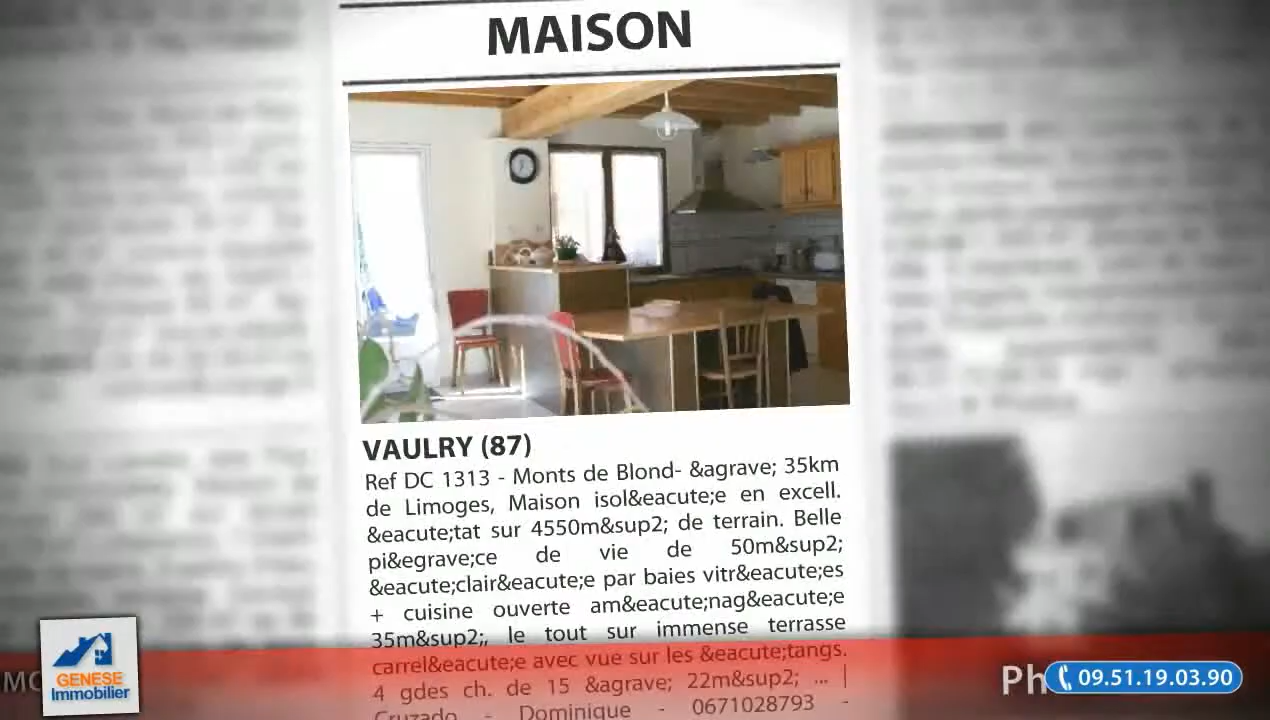 MAISON
VAULRY (87)
Ref DC 1313 - Monts de Blond- &agrave; 35km
de Limoges, Maison isol&eacute;e en excell.
&eacute;tat sur 4550m&sup2; de terrain. Belle
pi&egrave;ce de vie de 50m&sup2;
&eacute;clair&eacute;e par baies vitr&eacute;es
+ cuisine ouverte am&eacute;nag&eacute;e
35m&sup2;, le tout sur immense terrasse
carrel&eacute;e avec vue sur les &eacute;tangs.
4 gdes ch. de 15 &agrave; 22m&sup2; ... |
Cruzado - Dominique - 0671028793 -
GENESE
Immobilier
Ph
09.51.19.03.90